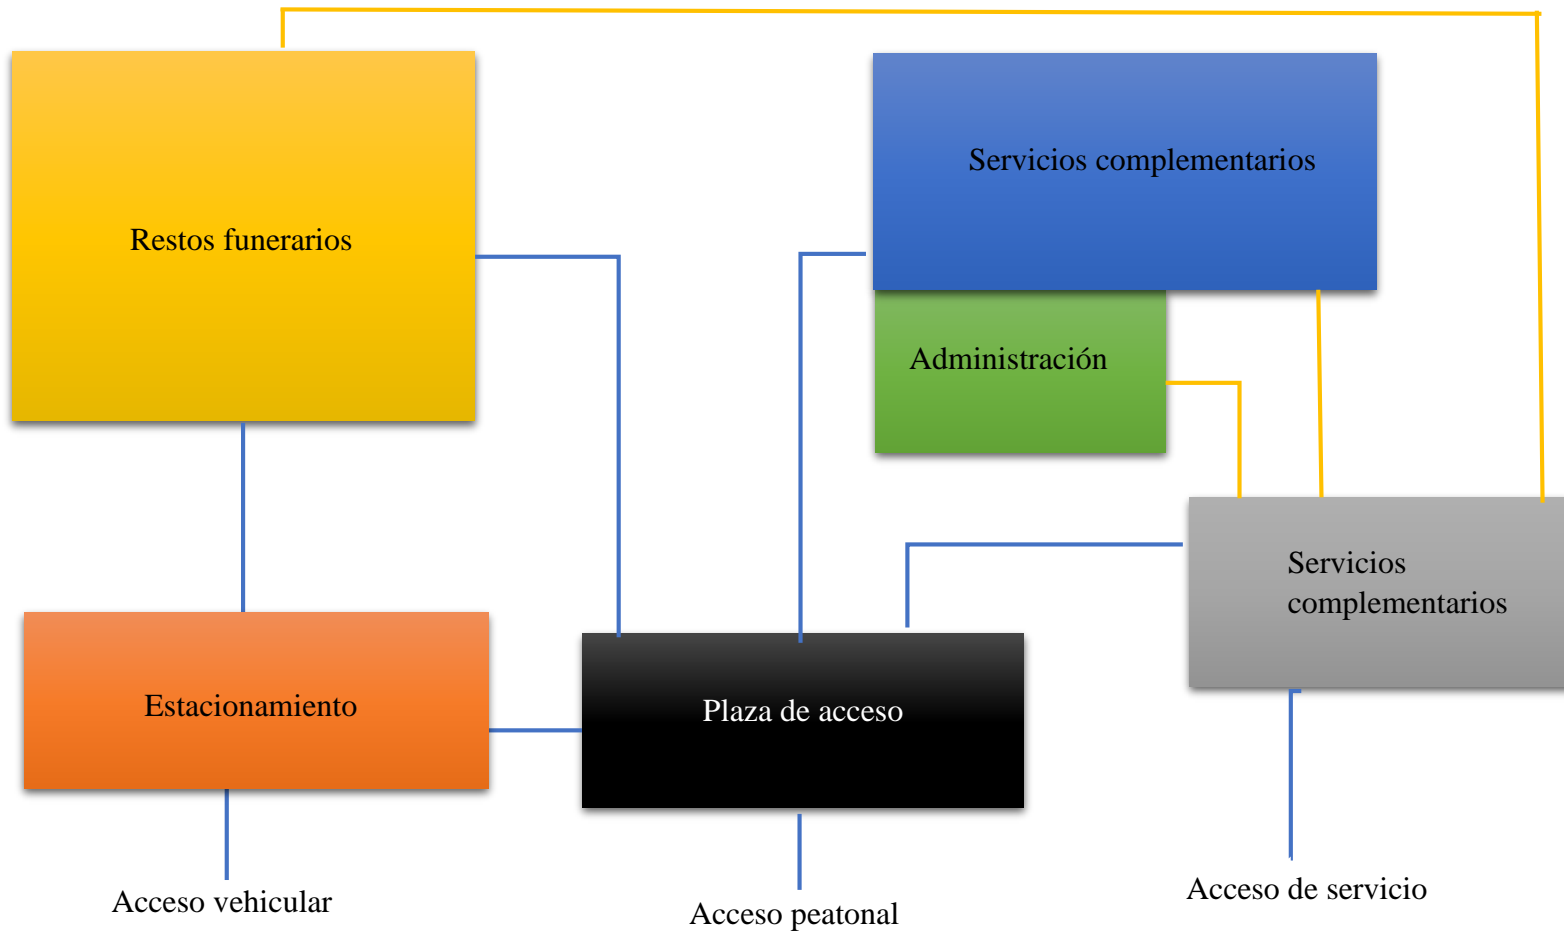 Servicios complementarios
Restos funerarios
Administración
Servicios
complementarios
Estacionamiento
Plaza de acceso
Acceso vehicular
Acceso peatonal
Acceso de servicio